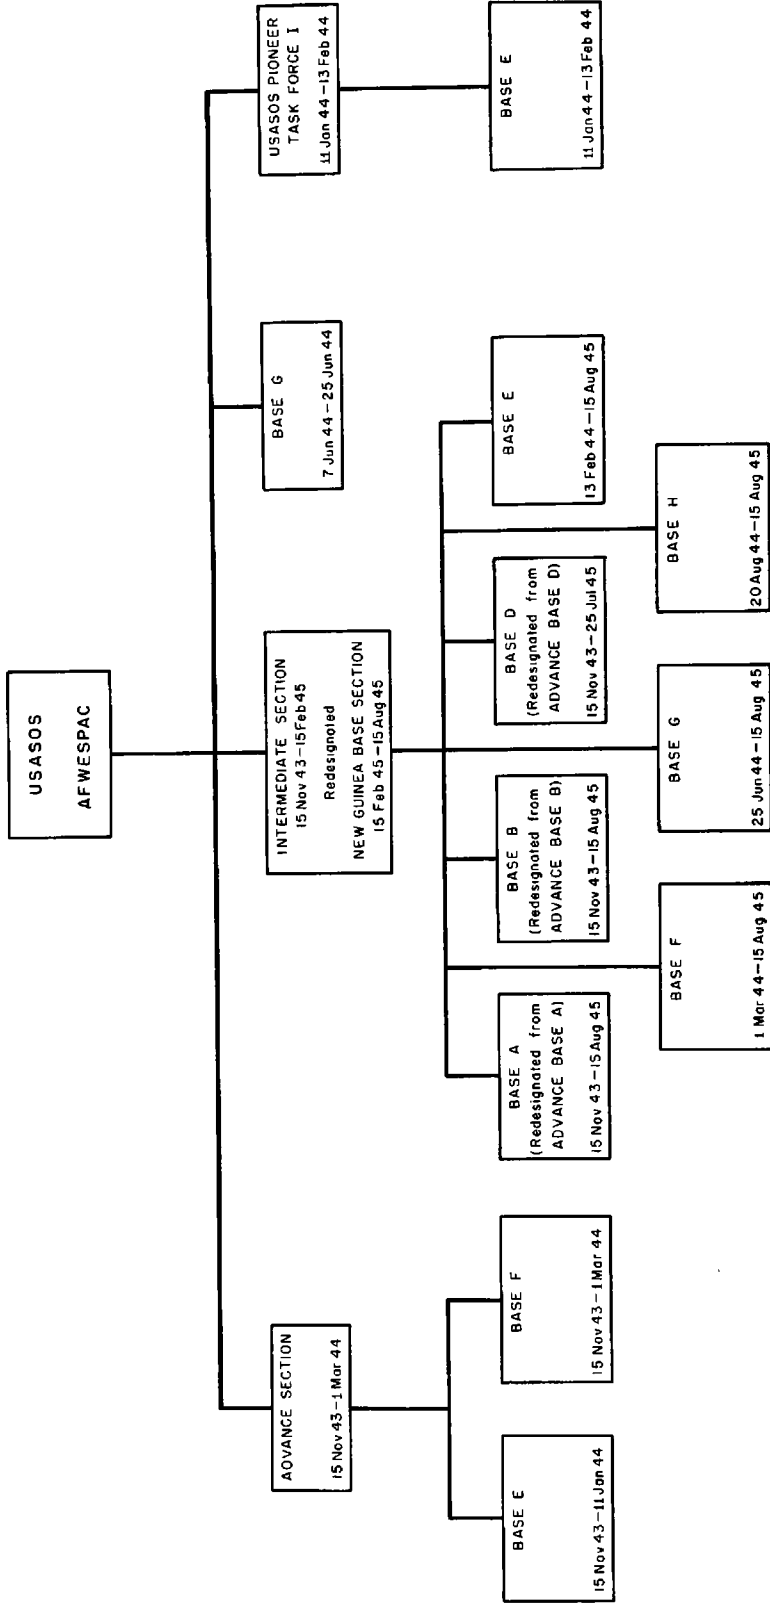 USASOS
AFWESPAC
AOVANCE SECTION
15 Nov 43-1 Mar 44
INTERMEDIATE SECTION
15 Nov 43-15 Feb 45
Redesignated
NEW GUINEA BASE SECTION
15 Feb 45-15 Aug 45
BASE G
7 Jun 44-25 Jun 44
USASOS PIONEER
TASK FORCE I
11 Jan 44-13 Feb 44
BASE E
15 Nov 43-11 Jan 44
BASE F
15 Nov 43-1 Mar 44
BASE A
(Redesignated from
ADVANCE BASE A)
15 Nov 43-15 Aug 45
BASE B
(Redesignated from
ADVANCE BASE B)
15 Nov 43-15 Aug 45
BASE D
(Redesignated from
ADVANCE BASE D)
15 Nov 43-25 Jul 45
BASE E
13 Feb 44-15 Aug 45
BASE E
11 Jan 44-13 Feb 44
BASE F
1 Mar 44-15 Aug 45
BASE G
25 Jun 44-15 Aug 45
BASE H
20 Aug 44-15 Aug 45